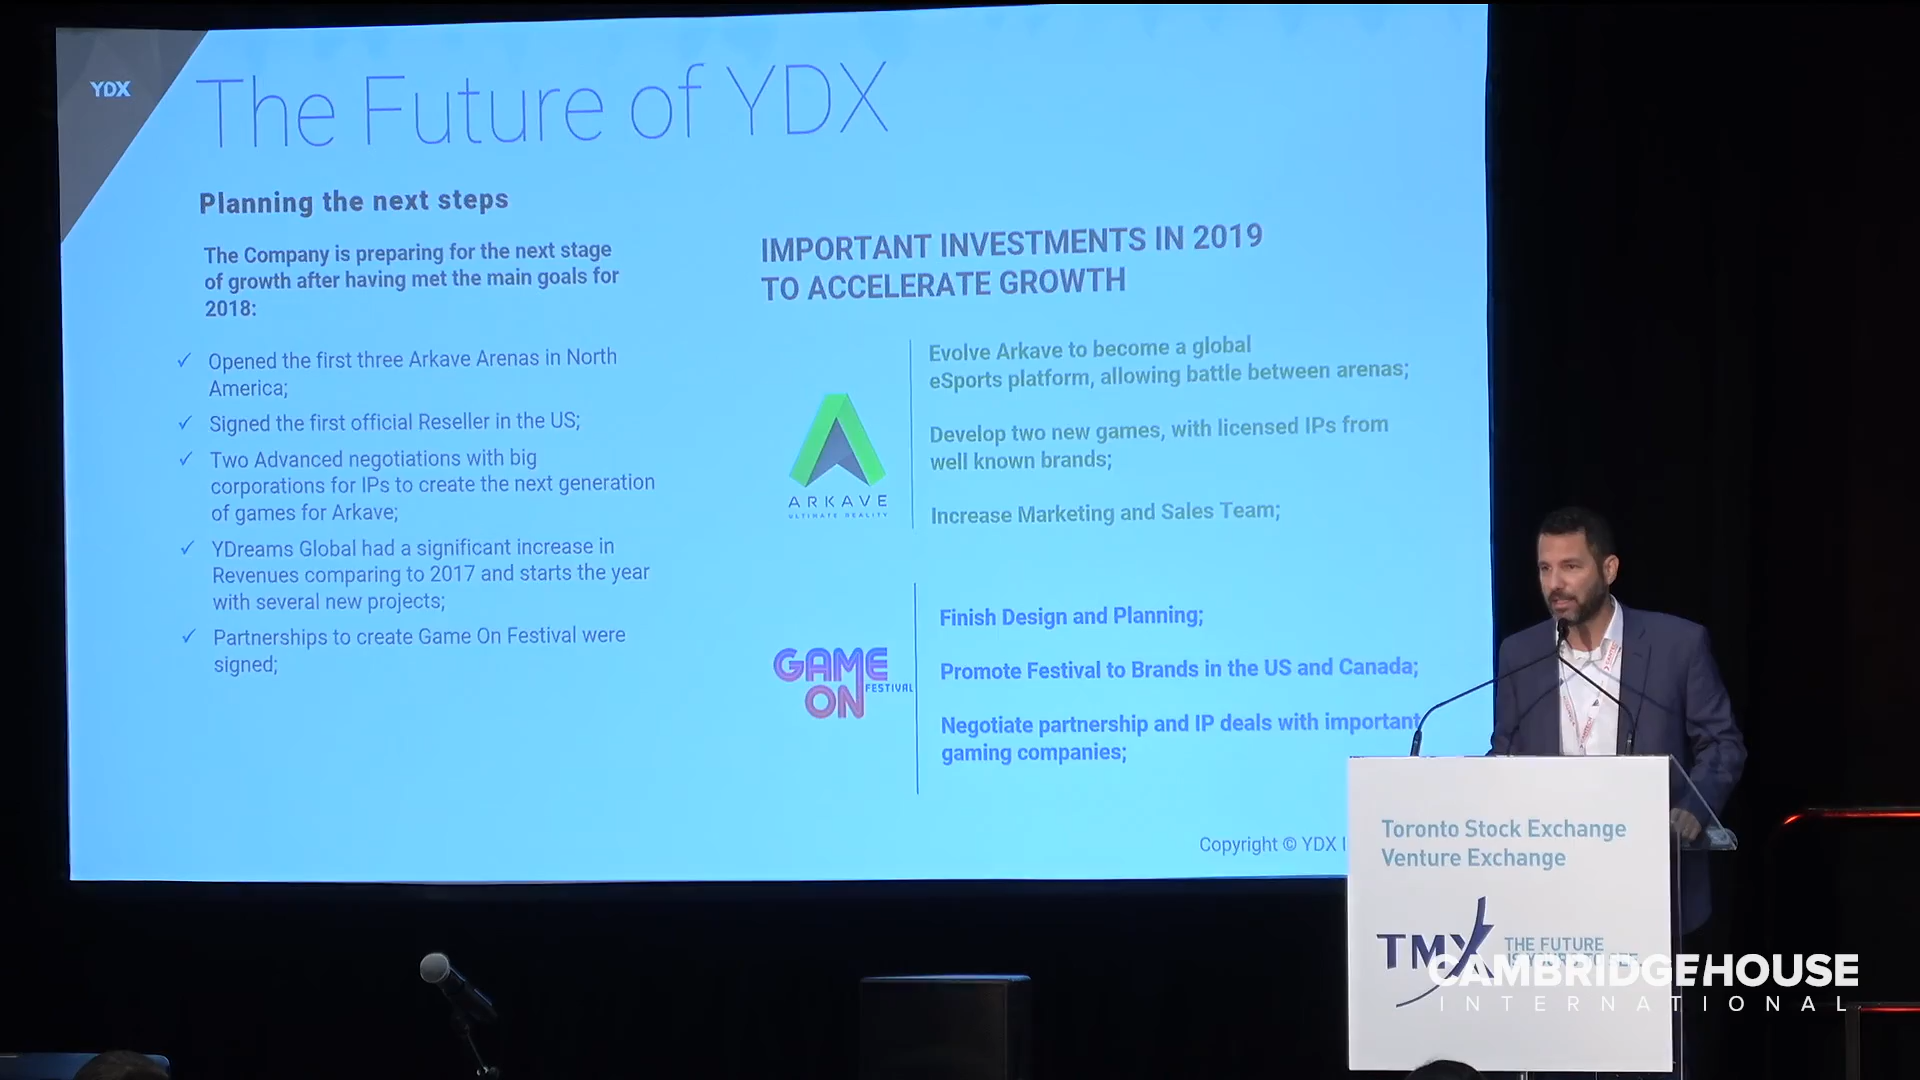 YDX
The Future of YDX
Planning the next steps
The Company is preparing for the next stage
of growth after having met the main goals for
2018:
✓ Opened the first three Arkave Arenas in North
America;
✓ Signed the first official Reseller in the US;
✓ Two Advanced negotiations with big
corporations for IPs to create the next generation
of games for Arkave;
✓ YDreams Global had a significant increase in
Revenues comparing to 2017 and starts the year
with several new projects;
✓ Partnerships to create Game On Festival were
signed;
IMPORTANT INVESTMENTS IN 2019
TO ACCELERATE GROWTH
ARKAVE
ULTIMATE REALITY
Evolve Arkave to become a global
eSports platform, allowing battle between arenas;
Develop two new games, with licensed IPs from
well known brands;
Increase Marketing and Sales Team;
GAME
ON FESTIVAL
Finish Design and Planning;
Promote Festival to Brands in the US and Canada;
Negotiate partnership and IP deals with important
gaming companies;
Copyright © YDX I
Toronto Stock Exchange
Venture Exchange
TMX THE FUTURE
CAMBRIDGEHOUSE
INTERNATIONAL